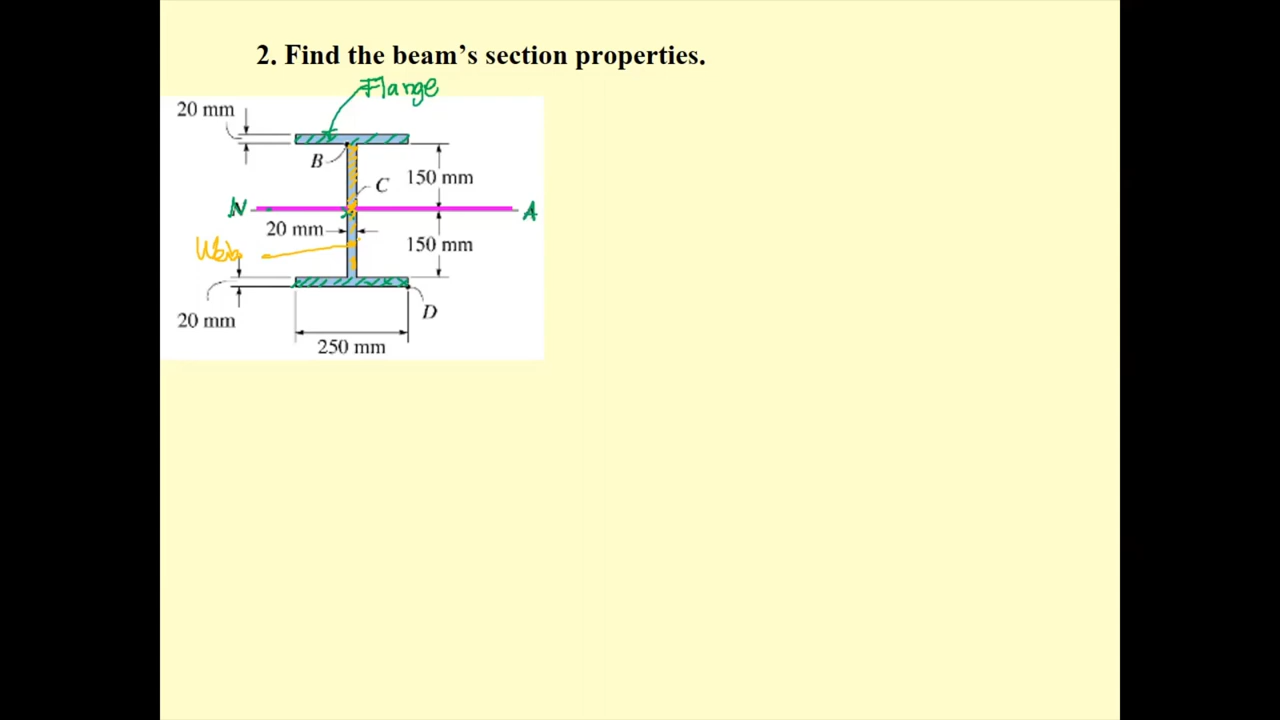 2. Find the beam's section properties.
Flange
20 mm
B
150 mm
C
N
A
20 mm
150 mm
Web
20 mm
D
250 mm